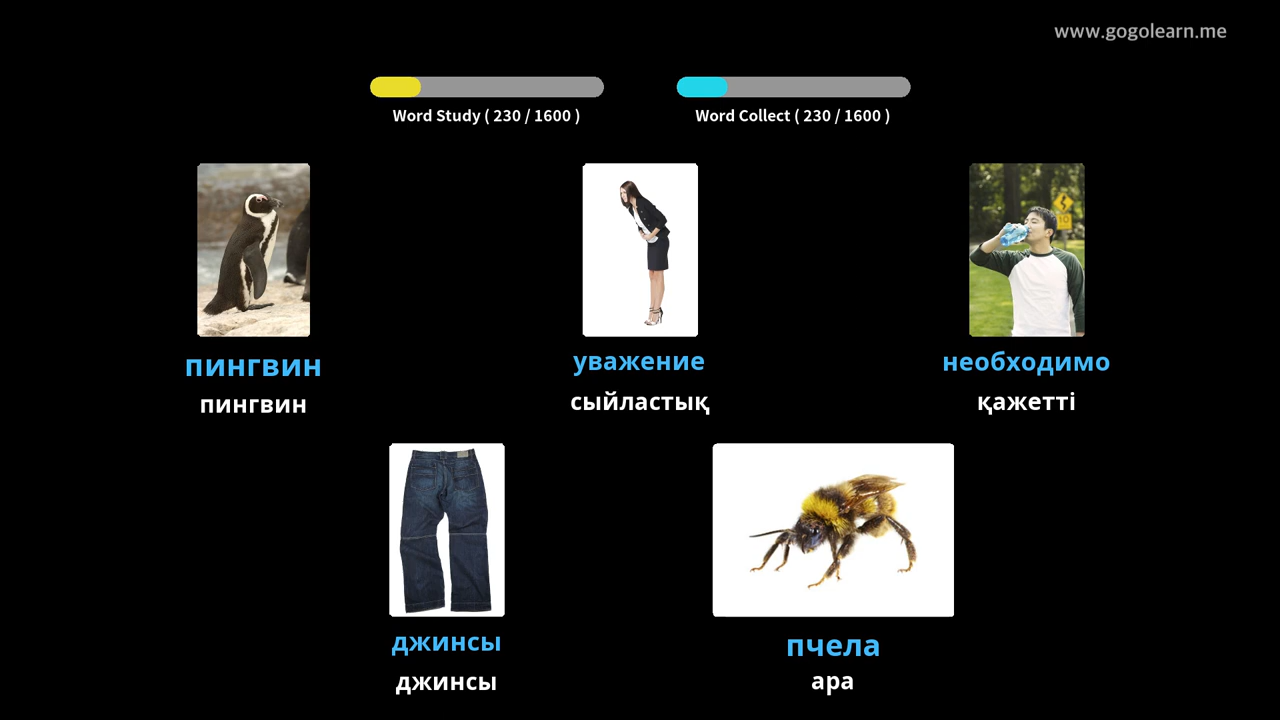 www.gogolearn.me
Word Study ( 230 / 1600 )
Word Collect ( 230 / 1600 )
пингвин
пингвин
уважение
сыйластық
необходимо
қажетті
джинсы
джинсы
пчела
ара